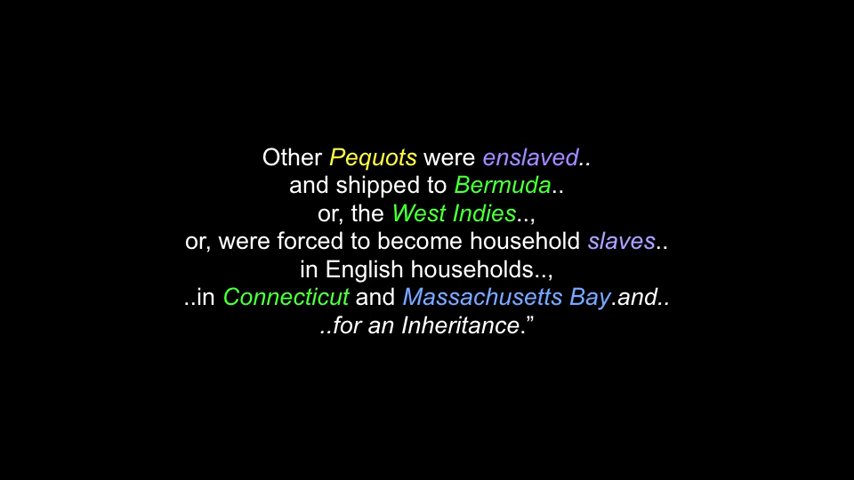 Other Pequots were enslaved..
and shipped to Bermuda..
or, the West Indies..,
or, were forced to become household slaves..
in English households..,
..in Connecticut and Massachusetts Bay.and..
..for an Inheritance.”